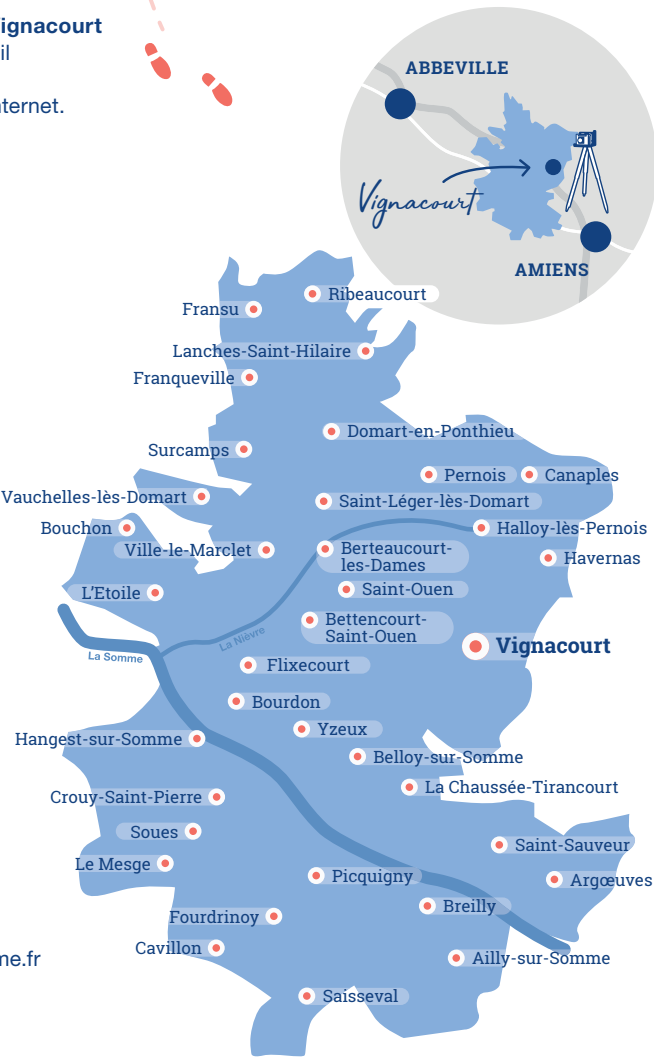 ignacourt
il
nternet.
ABBEVILLE
Vignacourt
AMIENS
Ribeaucourt
Fransu
Lanches-Saint-Hilaire
Franqueville
Domart-en-Ponthieu
Surcamps
Pernois
Canaples
Vauchelles-lès-Domart
Saint-Léger-lès-Domart
Bouchon
Halloy-lès-Pernois
Ville-le-Marclet
Berteaucourt-
les-Dames
Havernas
L'Etoile
Saint-Ouen
Bettencourt-
Saint-Ouen
La Nièvre
Vignacourt
La Somme
Flixecourt
Bourdon
Yzeux
Hangest-sur-Somme
Belloy-sur-Somme
La Chaussée-Tirancourt
Crouy-Saint-Pierre
Soues
Saint-Sauveur
Le Mesge
Picquigny
Argœuves
Breilly
Fourdrinoy
Cavillon
me.fr
Ailly-sur-Somme
Saisseval